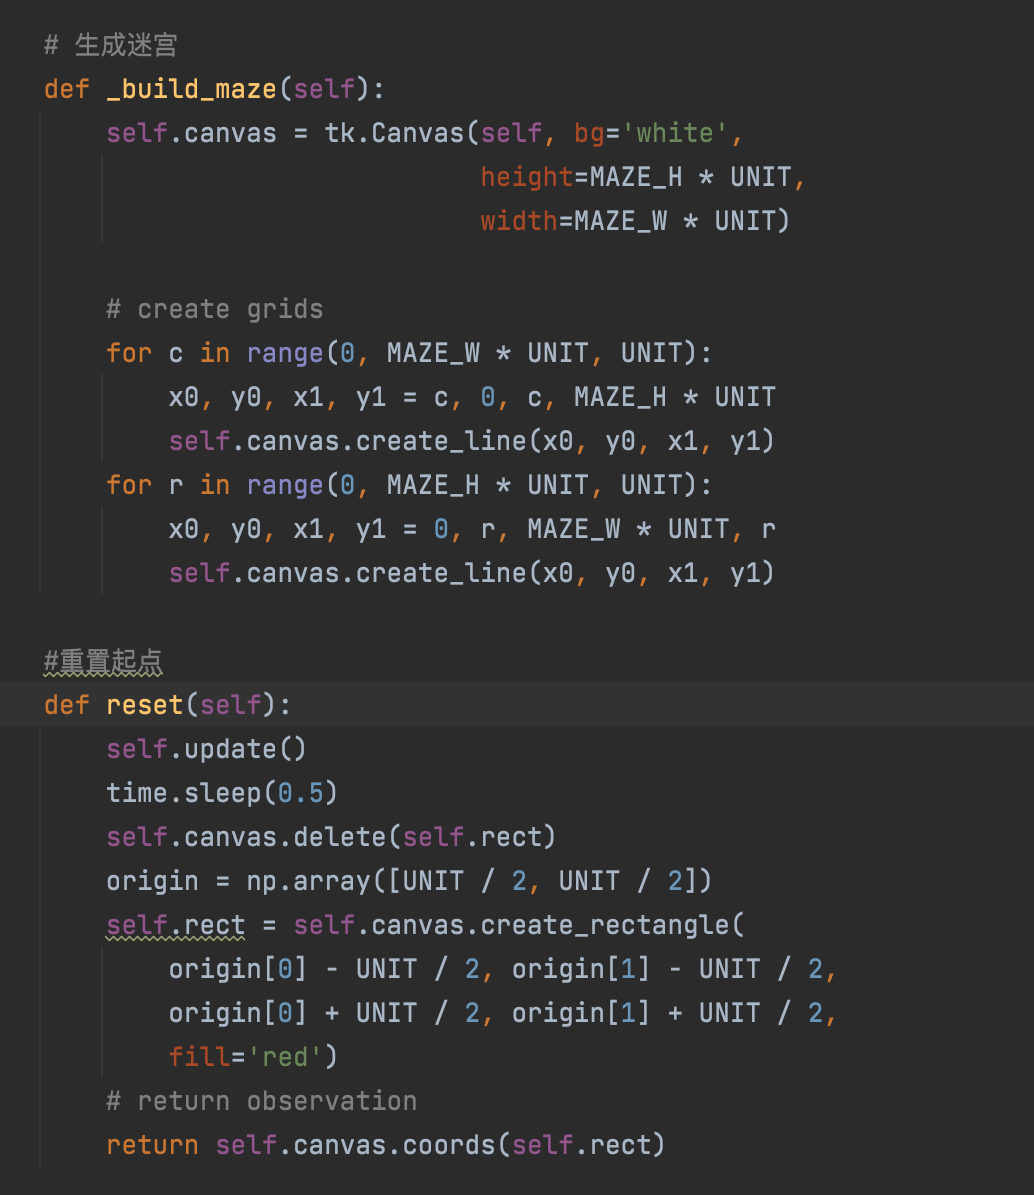 # 生成迷宫
def _build_maze(self):
    self.canvas = tk.Canvas(self, bg='white',
                            height=MAZE_H * UNIT,
                            width=MAZE_W * UNIT)

    # create grids
    for c in range(0, MAZE_W * UNIT, UNIT):
        x0, y0, x1, y1 = c, 0, c, MAZE_H * UNIT
        self.canvas.create_line(x0, y0, x1, y1)
    for r in range(0, MAZE_H * UNIT, UNIT):
        x0, y0, x1, y1 = 0, r, MAZE_W * UNIT, r
        self.canvas.create_line(x0, y0, x1, y1)

#重置起点
def reset(self):
    self.update()
    time.sleep(0.5)
    self.canvas.delete(self.rect)
    origin = np.array([UNIT / 2, UNIT / 2])
    self.rect = self.canvas.create_rectangle(
        origin[0] - UNIT / 2, origin[1] - UNIT / 2,
        origin[0] + UNIT / 2, origin[1] + UNIT / 2,
        fill='red')
    # return observation
    return self.canvas.coords(self.rect)